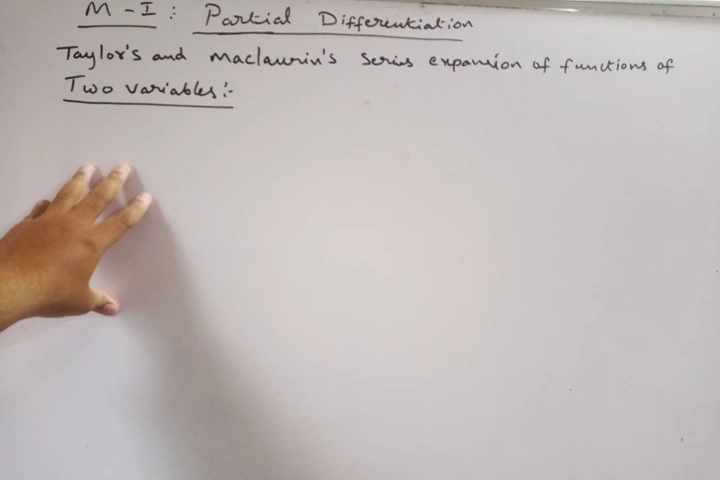 M - I : Partial Differentiation
Taylor's and maclaurin's series expansion of functions of
Two variables:-